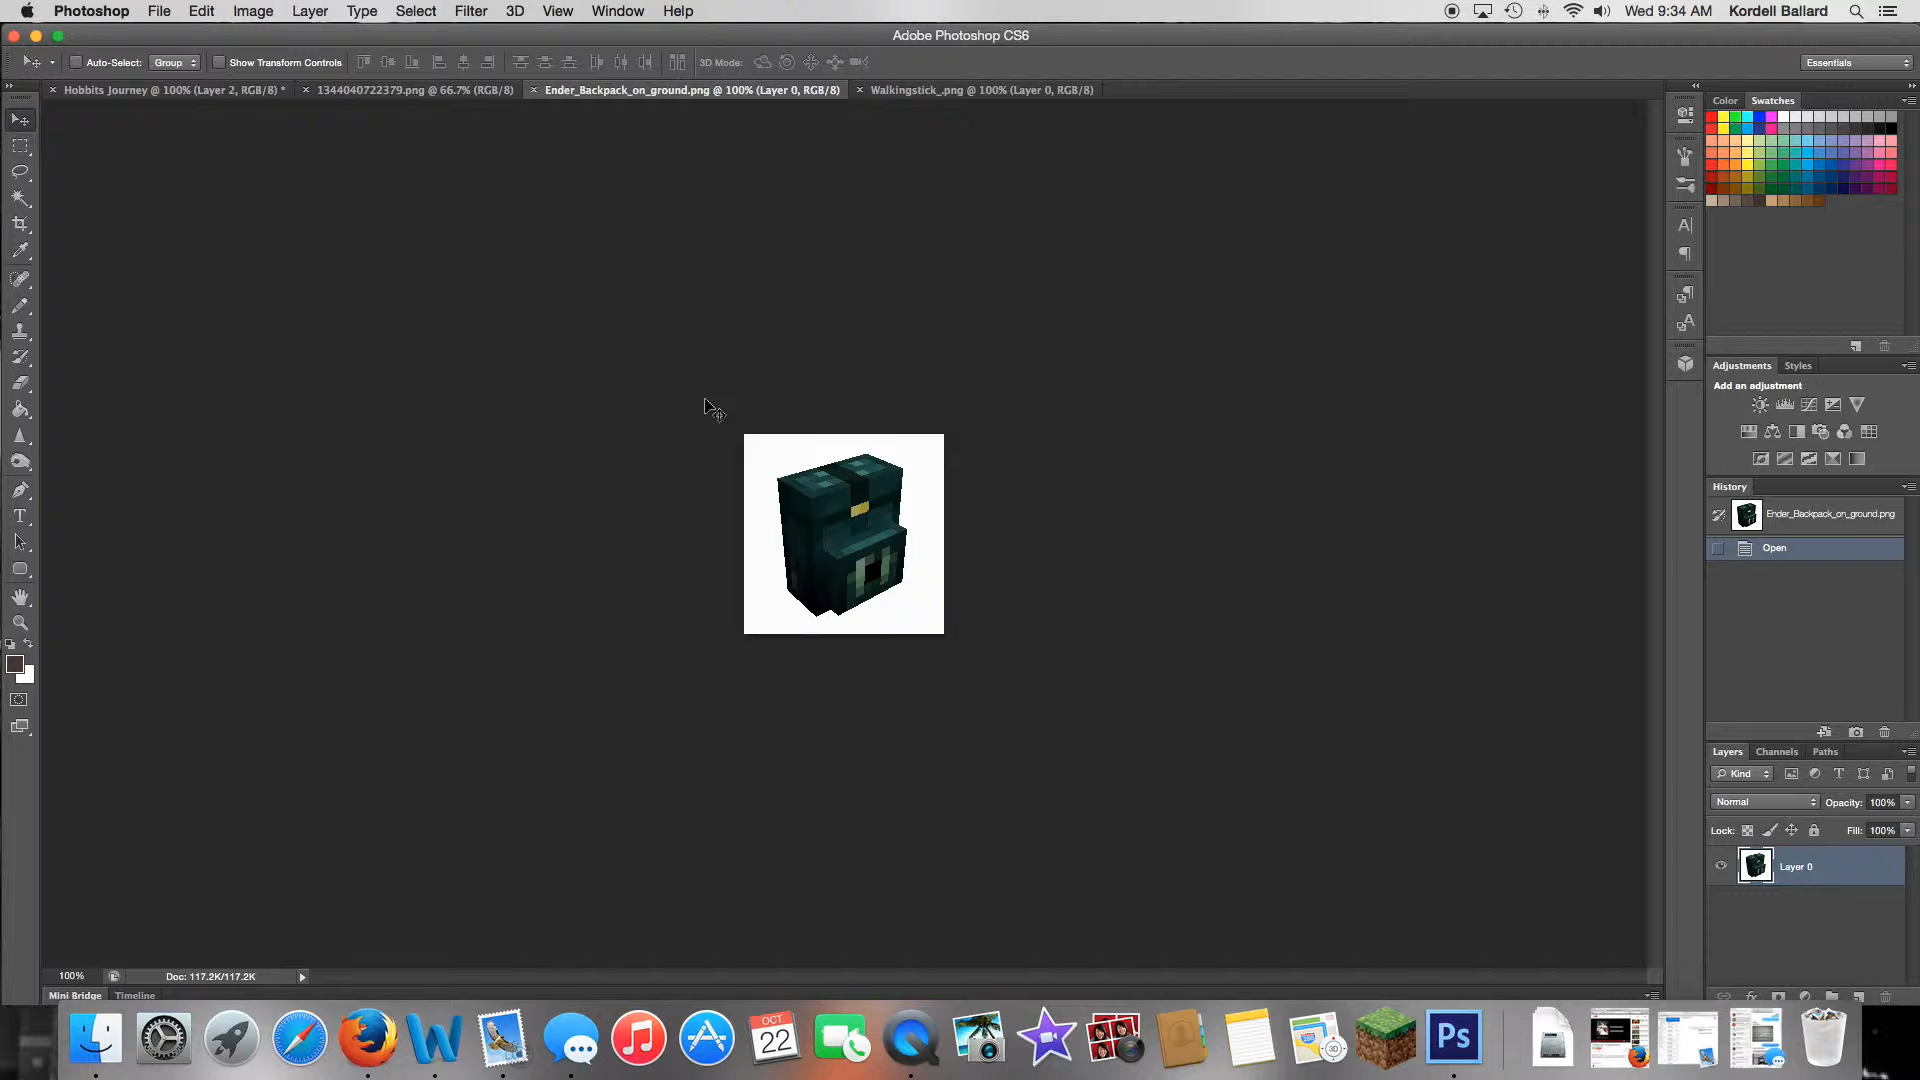 Photoshop File Edit Image Layer Type Select Filter 3D View Window Help Wed 9:34 AM Kordell Ballard
Adobe Photoshop CS6
Auto-Select: Group Show Transform Controls 3D Mode: Essentials
Hobbits Journey @ 100% (Layer 2, RGB/8) * 1344040722379.png @ 66.7% (RGB/8) Ender_Backpack_on_ground.png @ 100% (Layer 0, RGB/8) Walkingstick_.png @ 100% (Layer 0, RGB/8)
Color Swatches
Adjustments Styles
Add an adjustment
History
Ender_Backpack_on_ground.png
Open
Layers Channels Paths
Kind
Normal Opacity: 100%
Lock: Fill: 100%
Layer 0
100% Doc: 117.2K/117.2K
Mini Bridge Timeline
OCT
22
Ps